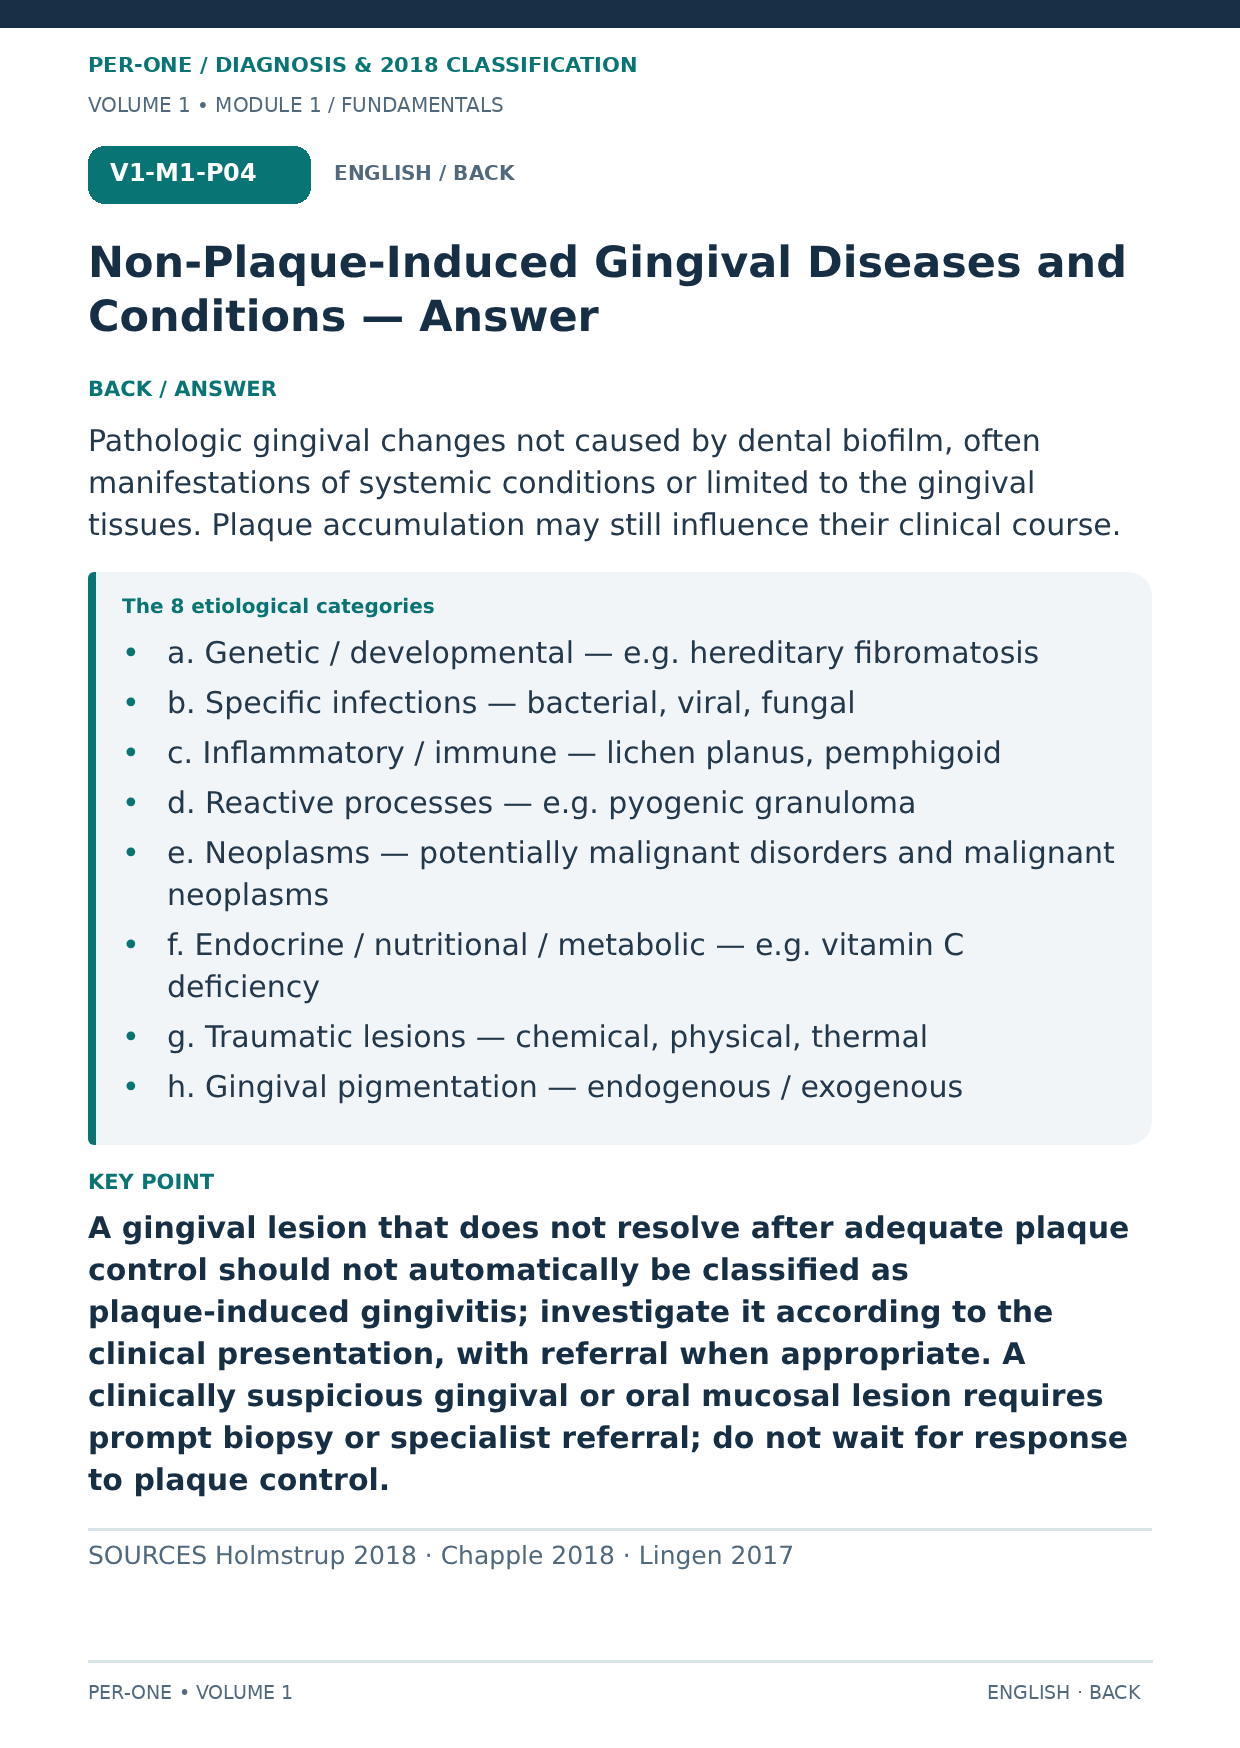 PER-ONE / DIAGNOSIS & 2018 CLASSIFICATION
VOLUME 1 • MODULE 1 / FUNDAMENTALS
V1-M1-P04
ENGLISH / BACK
Non-Plaque-Induced Gingival Diseases and
Conditions — Answer
BACK / ANSWER
Pathologic gingival changes not caused by dental biofilm, often
manifestations of systemic conditions or limited to the gingival
tissues. Plaque accumulation may still influence their clinical course.
The 8 etiological categories
• a. Genetic / developmental — e.g. hereditary fibromatosis
• b. Specific infections — bacterial, viral, fungal
• c. Inflammatory / immune — lichen planus, pemphigoid
• d. Reactive processes — e.g. pyogenic granuloma
• e. Neoplasms — potentially malignant disorders and malignant
neoplasms
• f. Endocrine / nutritional / metabolic — e.g. vitamin C
deficiency
• g. Traumatic lesions — chemical, physical, thermal
• h. Gingival pigmentation — endogenous / exogenous
KEY POINT
A gingival lesion that does not resolve after adequate plaque
control should not automatically be classified as
plaque-induced gingivitis; investigate it according to the
clinical presentation, with referral when appropriate. A
clinically suspicious gingival or oral mucosal lesion requires
prompt biopsy or specialist referral; do not wait for response
to plaque control.
SOURCES Holmstrup 2018 · Chapple 2018 · Lingen 2017
PER-ONE • VOLUME 1
ENGLISH · BACK